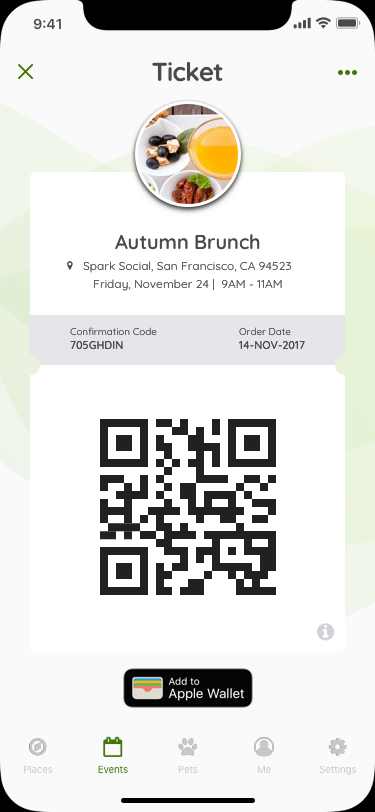 9:41
Ticket
Autumn Brunch
Spark Social, San Francisco, CA 94523
Friday, November 24 | 9AM - 11AM
Confirmation Code
Order Date
705GHDIN
14-NOV-2017
Add to
Apple Wallet
Places
Events
Pets
Me
Settings